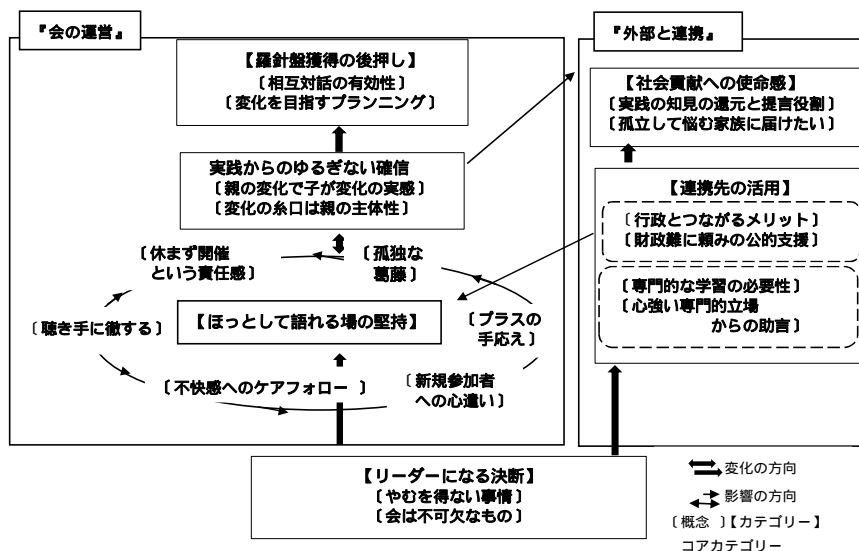 『会の運営』
【羅針盤獲得の後押し】
〔相互対話の有効性〕
〔変化を目指すプランニング〕
実践からのゆるぎない確信
〔親の変化で子が変化の実感〕
〔変化の糸口は親の主体性〕
〔休まず開催
という責任感〕
〔孤独な
葛藤〕
〔聴き手に徹する〕
【ほっとして語れる場の堅持】
〔プラスの
手応え〕
〔不快感へのケアフォロー 〕
〔新規参加者
への心遣い〕
『外部と連携』
【社会貢献への使命感】
〔実践の知見の還元と提言役割〕
〔孤立して悩む家族に届けたい〕
【連携先の活用】
〔行政とつながるメリット〕
〔財政難に頼みの公的支援〕
〔専門的な学習の必要性〕
〔心強い専門的立場
からの助言〕
【リーダーになる決断】
〔やむを得ない事情〕
〔会は不可欠なもの〕
変化の方向
影響の方向
〔概念 〕【カテゴリー】
コアカテゴリー